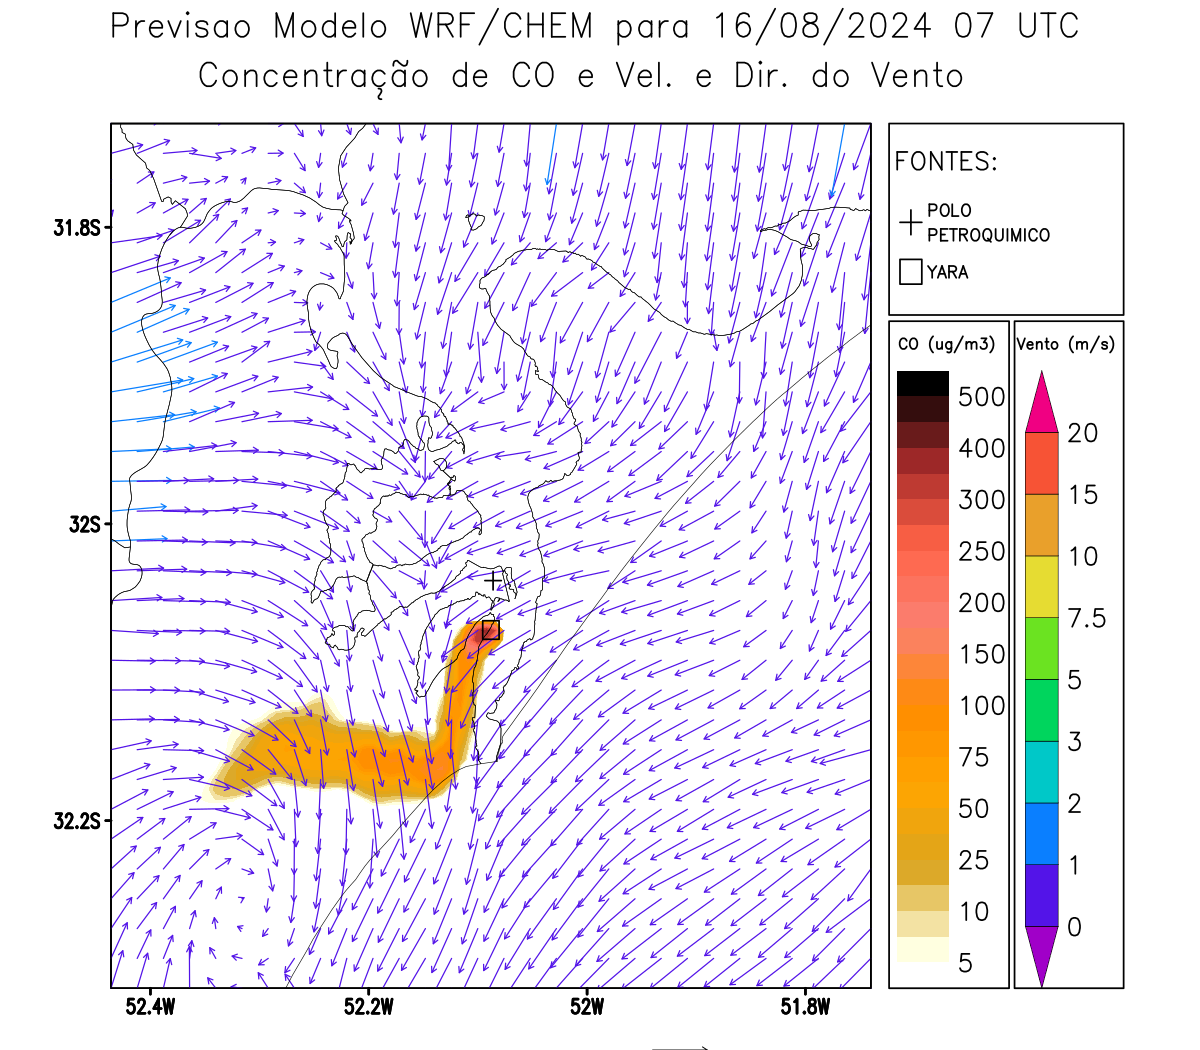 Previsao Modelo WRF/CHEM para 16/08/2024 07 UTC
Concentração de CO e Vel. e Dir. do Vento
FONTES:
POLO
PETROQUIMICO
YARA
CO (ug/m3)
500
400
300
250
200
150
100
75
50
25
10
5
Vento (m/s)
20
15
10
7.5
5
3
2
1
0
31.8S
32S
32.2S
52.4W
52.2W
52W
51.8W